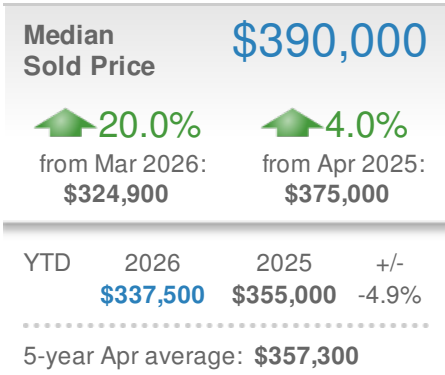 Median $390,000
Sold Price
20.0% 4.0%
from Mar 2026: from Apr 2025:
$324,900 $375,000
YTD 2026 2025 +/-
$337,500 $355,000 -4.9%
5-year Apr average: $357,300